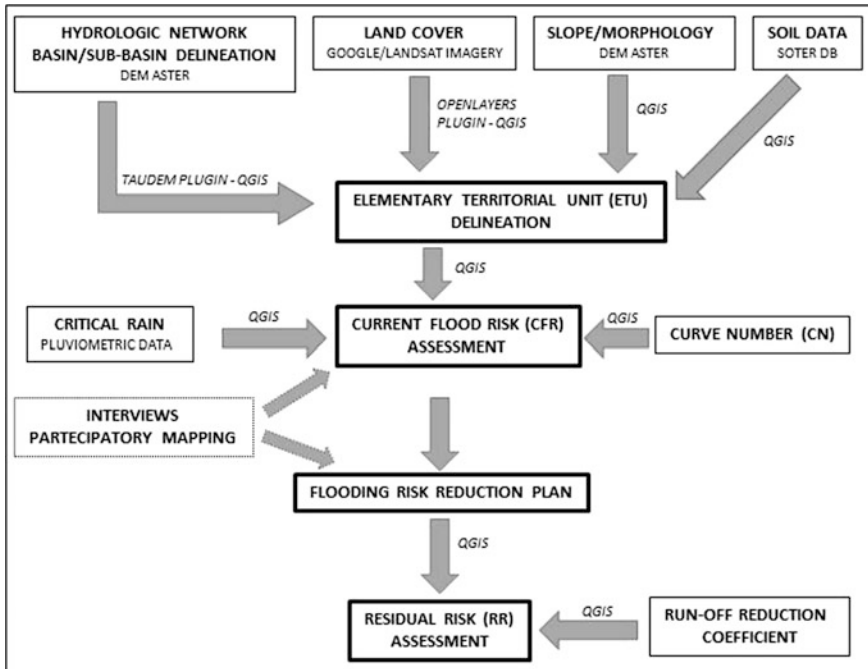 HYDROLOGIC NETWORK
BASIN/SUB-BASIN DELINEATION
DEM ASTER
LAND COVER
GOOGLE/LANDSAT IMAGERY
SLOPE/MORPHOLOGY
DEM ASTER
SOIL DATA
SOTER DB
OPENLAYERS
PLUGIN - QGIS
QGIS
QGIS
TAUDEM PLUGIN - QGIS
ELEMENTARY TERRITORIAL UNIT (ETU)
DELINEATION
QGIS
CRITICAL RAIN
PLUVIOMETRIC DATA
QGIS
CURRENT FLOOD RISK (CFR)
ASSESSMENT
QGIS
CURVE NUMBER (CN)
INTERVIEWS
PARTECIPATORY MAPPING
FLOODING RISK REDUCTION PLAN
QGIS
RESIDUAL RISK (RR)
ASSESSMENT
QGIS
RUN-OFF REDUCTION
COEFFICIENT